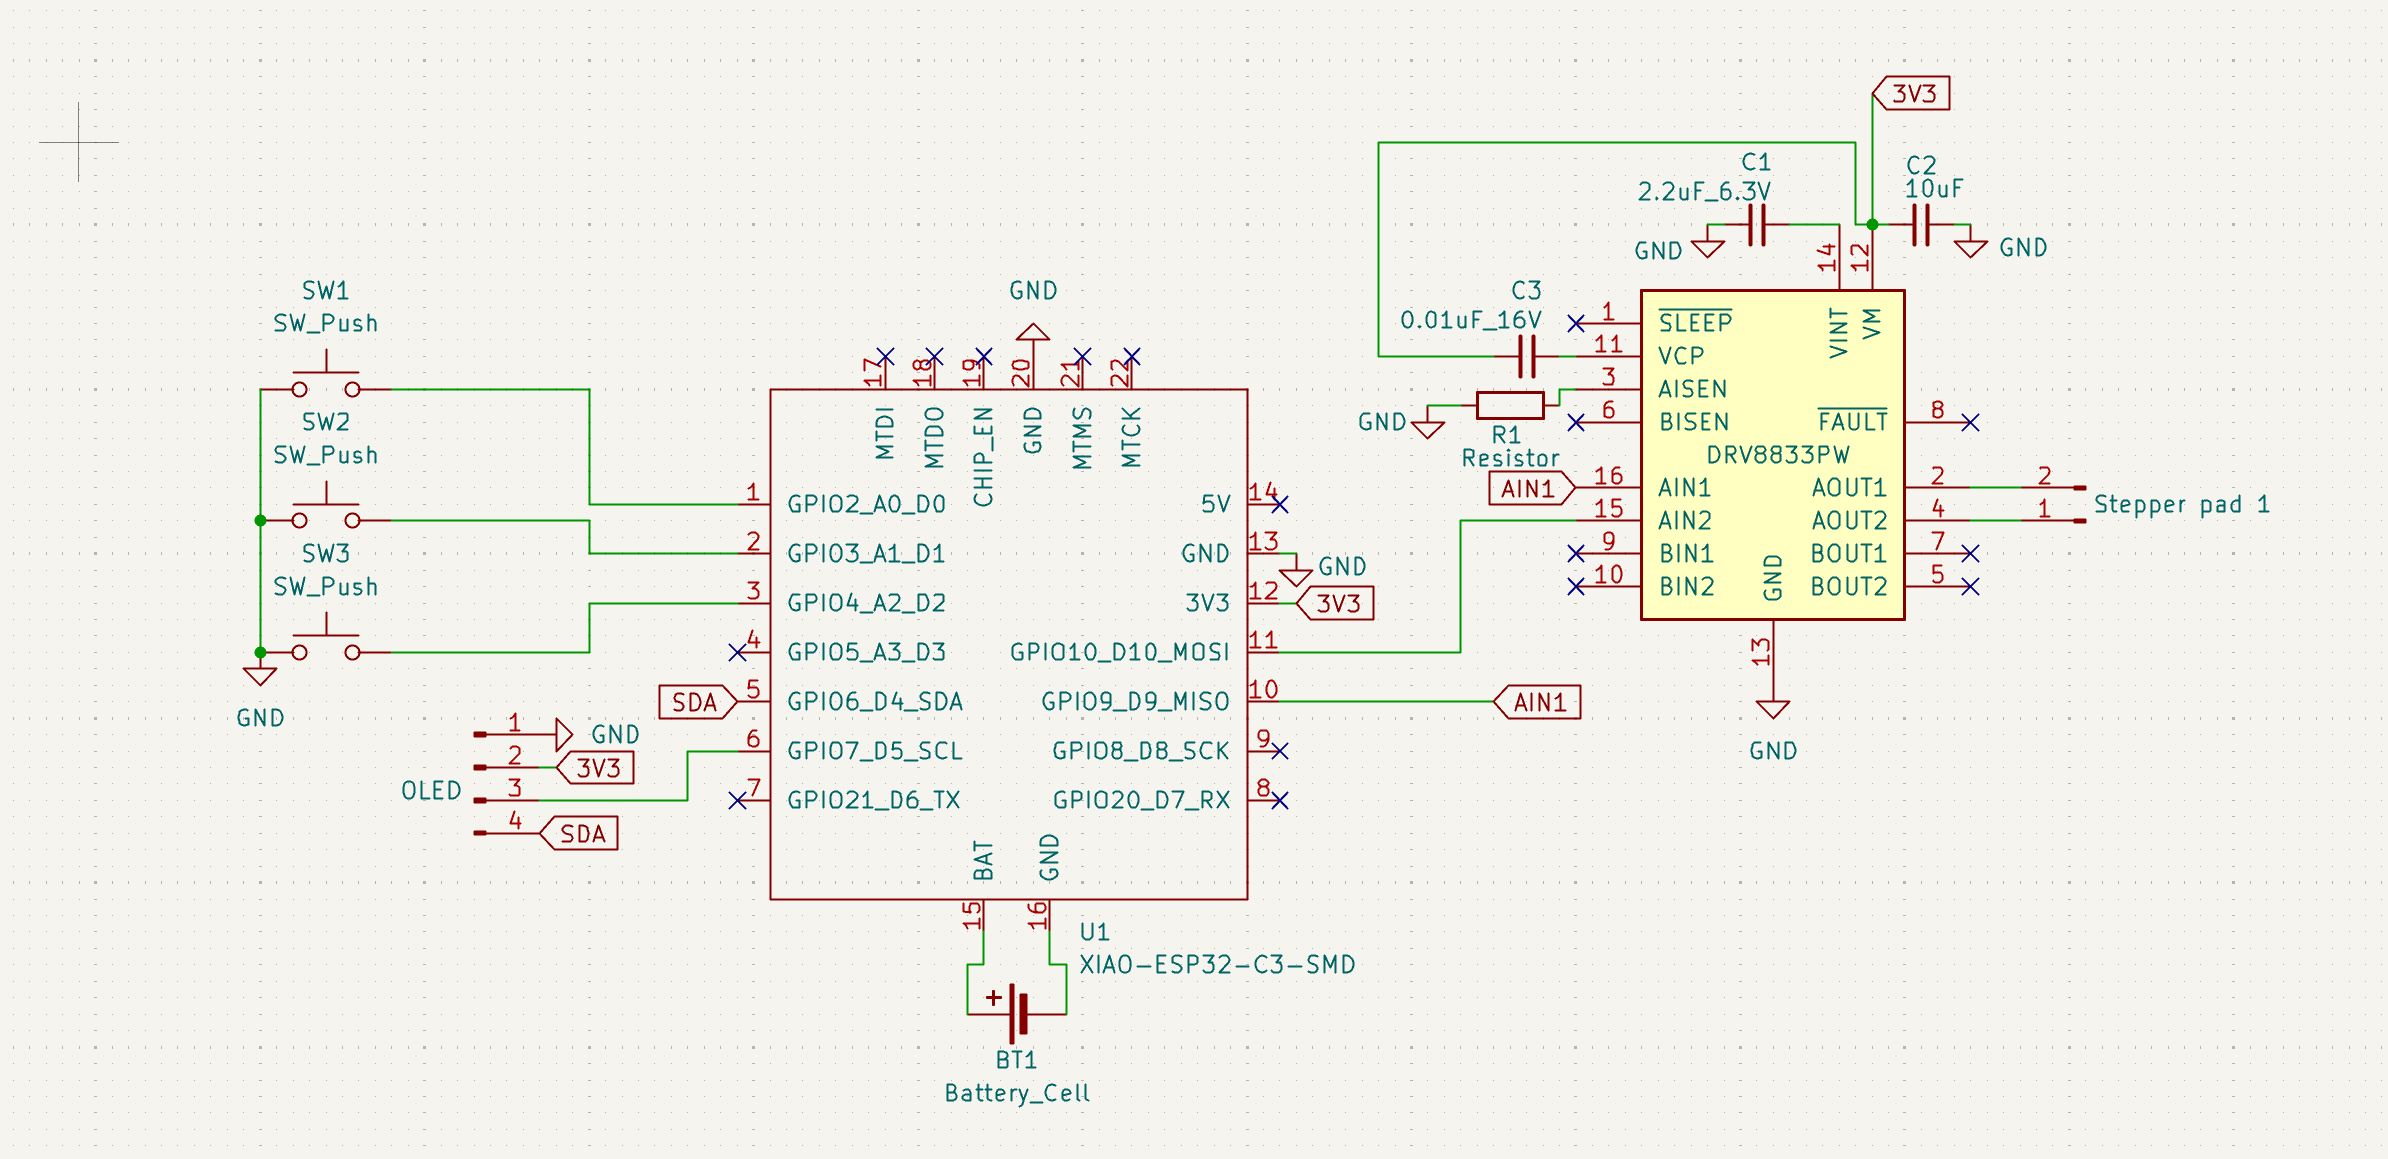 3V3
C1
2.2uF_6.3V
C2
10uF
GND
GND
14
12
SW1
SW_Push
SW2
SW_Push
SW3
SW_Push
GND
GND
17
18
19
20
21
22
MTDI
MTDO
CHIP_EN
GND
MTMS
MTCK
1
GPIO2_A0_D0
2
GPIO3_A1_D1
3
GPIO4_A2_D2
4
GPIO5_A3_D3
SDA
5
GPIO6_D4_SDA
6
GPIO7_D5_SCL
7
GPIO21_D6_TX
5V
14
GND
13
GND
3V3
12
3V3
GPIO10_D10_MOSI
11
GPIO9_D9_MISO
10
AIN1
GPIO8_D8_SCK
9
GPIO20_D7_RX
8
BAT
GND
15
16
U1
XIAO-ESP32-C3-SMD
+
BT1
Battery_Cell
OLED
1
GND
2
3V3
3
4
SDA
C3
0.01uF_16V
GND
R1
Resistor
AIN1
1
SLEEP
11
VCP
3
AISEN
6
BISEN
16
AIN1
15
AIN2
9
BIN1
10
BIN2
VINT
VM
DRV8833PW
FAULT
8
AOUT1
2
2
AOUT2
4
1
Stepper pad 1
BOUT1
7
BOUT2
5
GND
13
GND